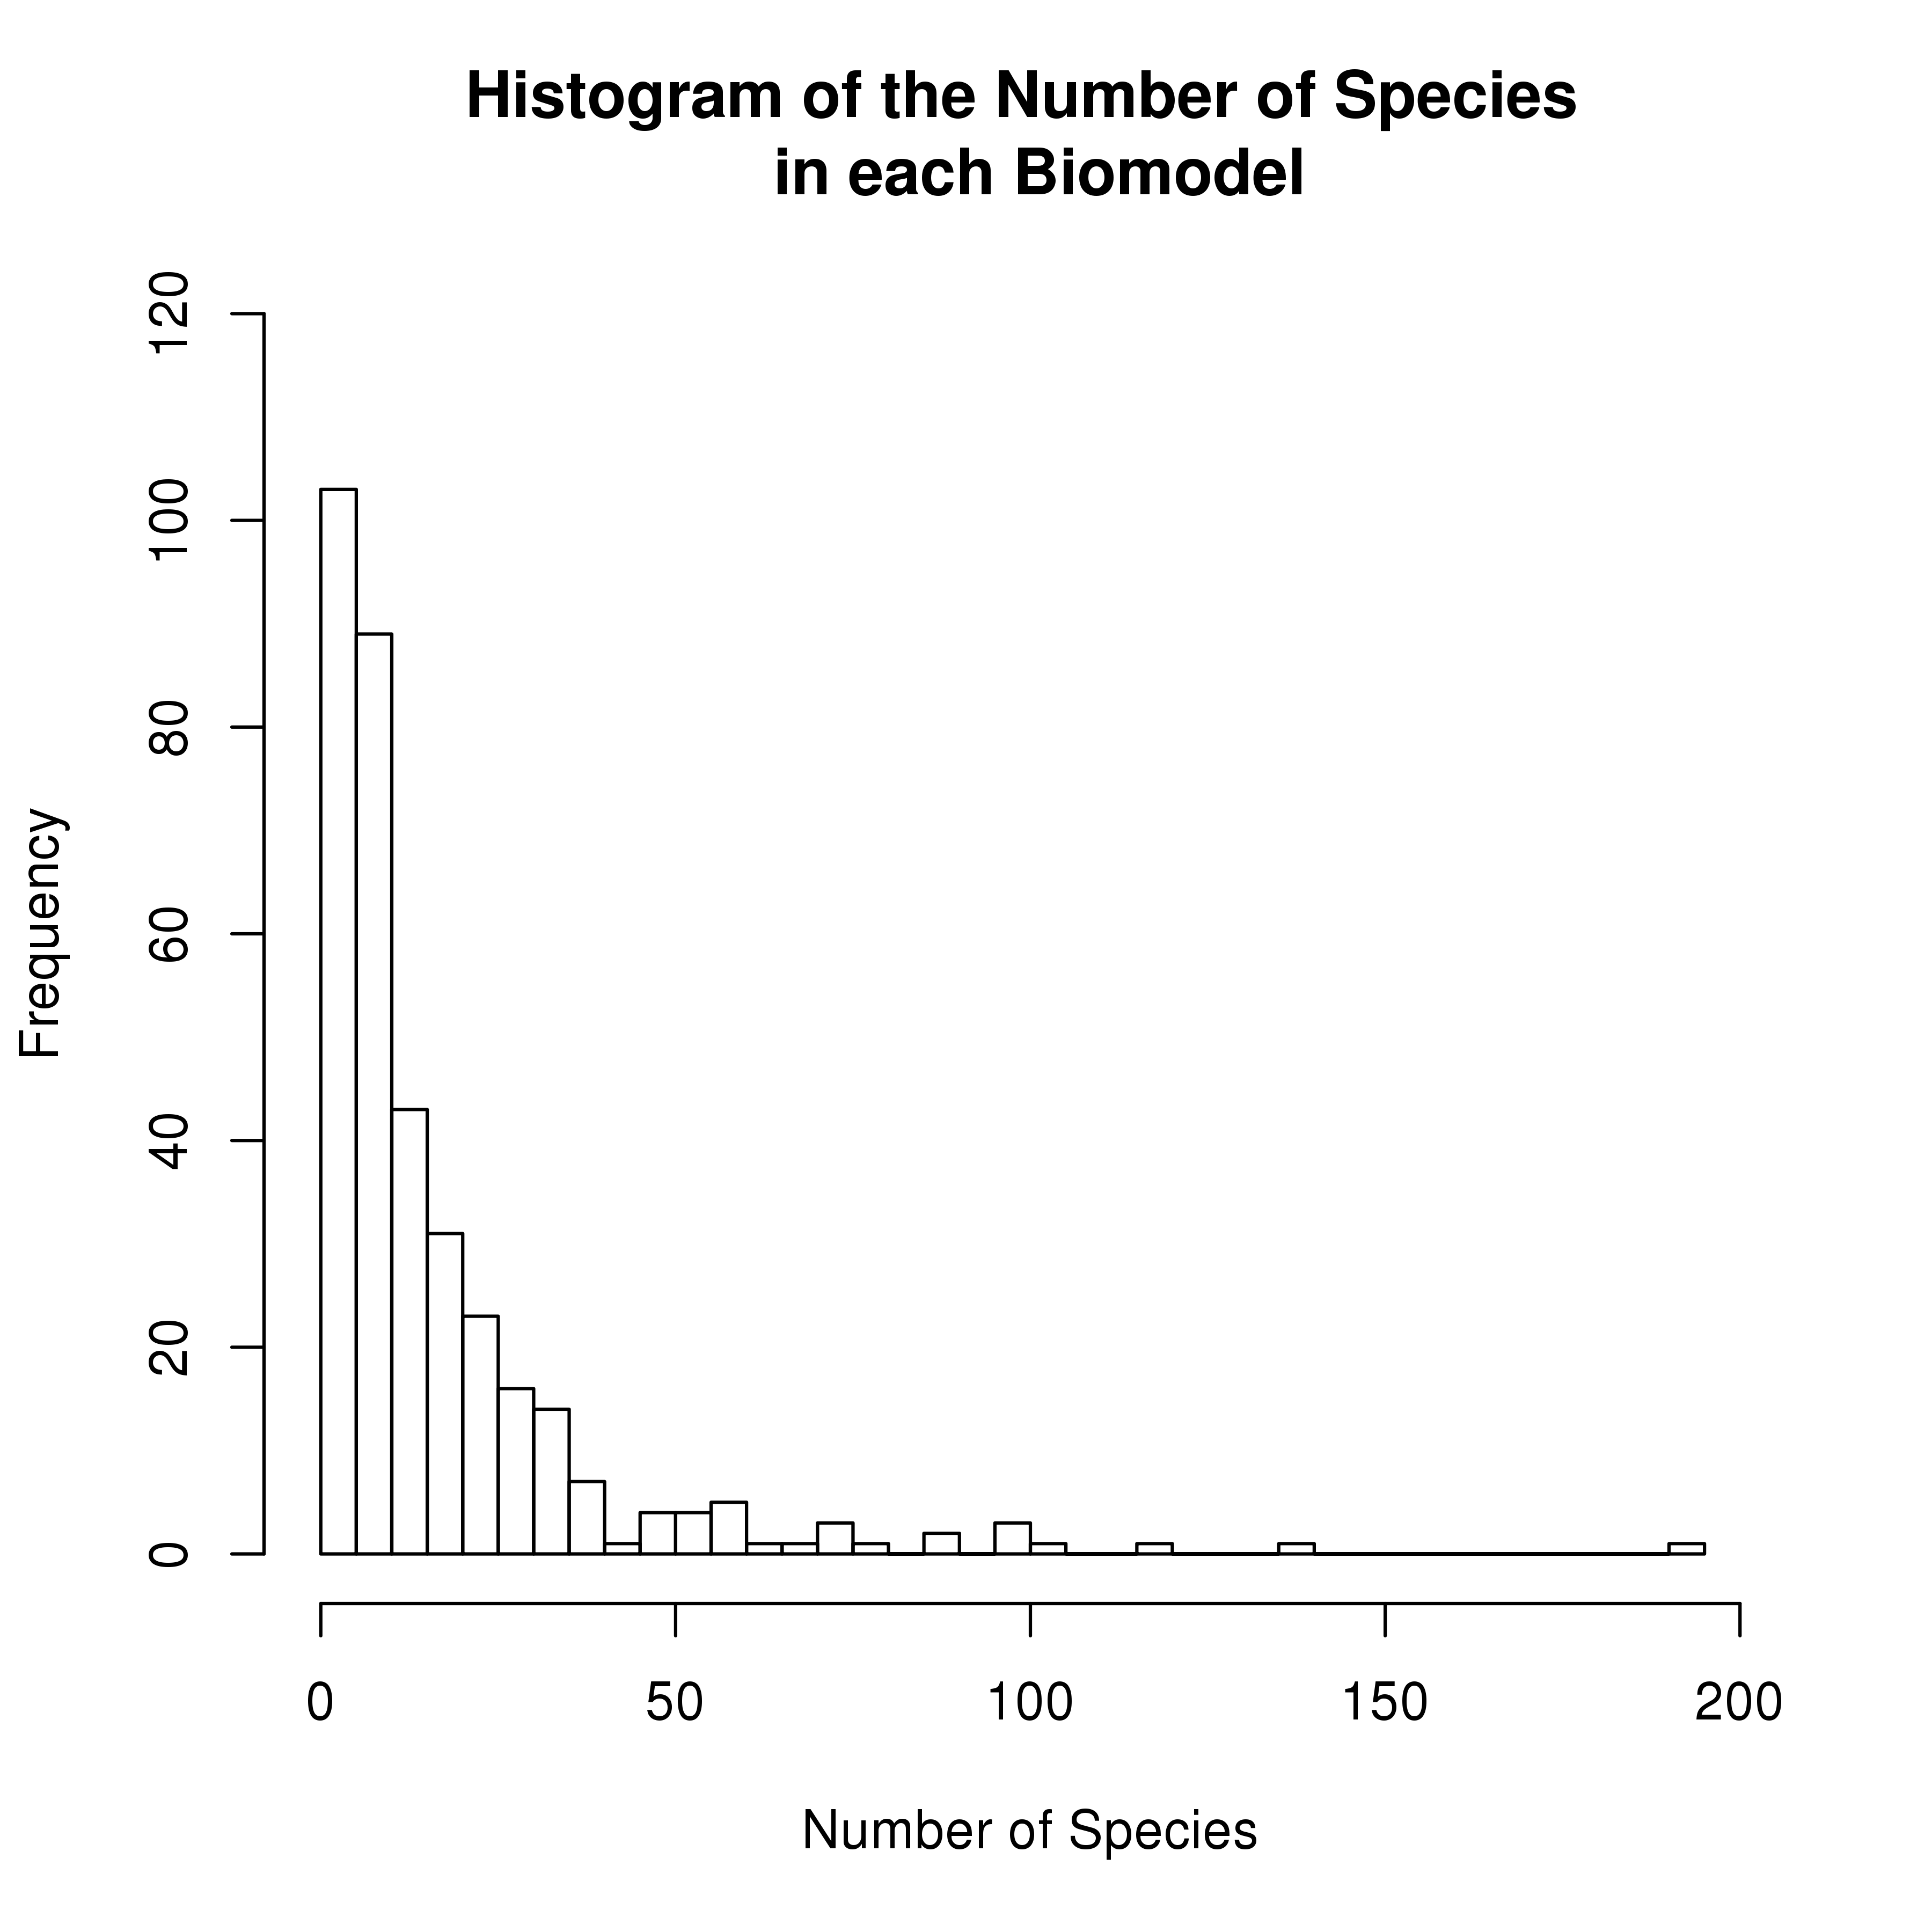 Histogram of the Number of Species
in each Biomodel
120
100
80
60
40
20
0
Frequency
0 50 100 150 200
Number of Species